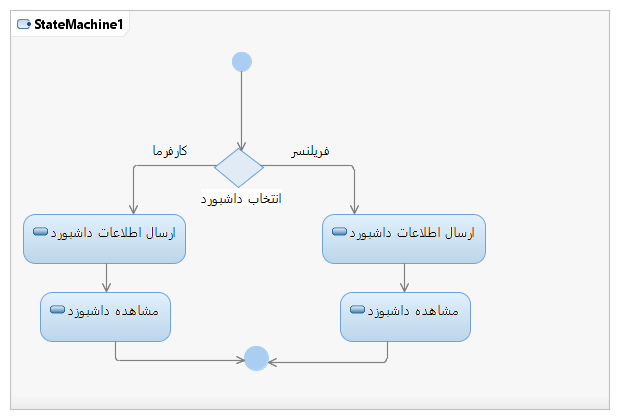 StateMachine1
کارفرما
فریلنسر
انتخاب داشبورد
ارسال اطلاعات داشبورد
ارسال اطلاعات داشبورد
مشاهده داشبوزد
مشاهده داشبوزد